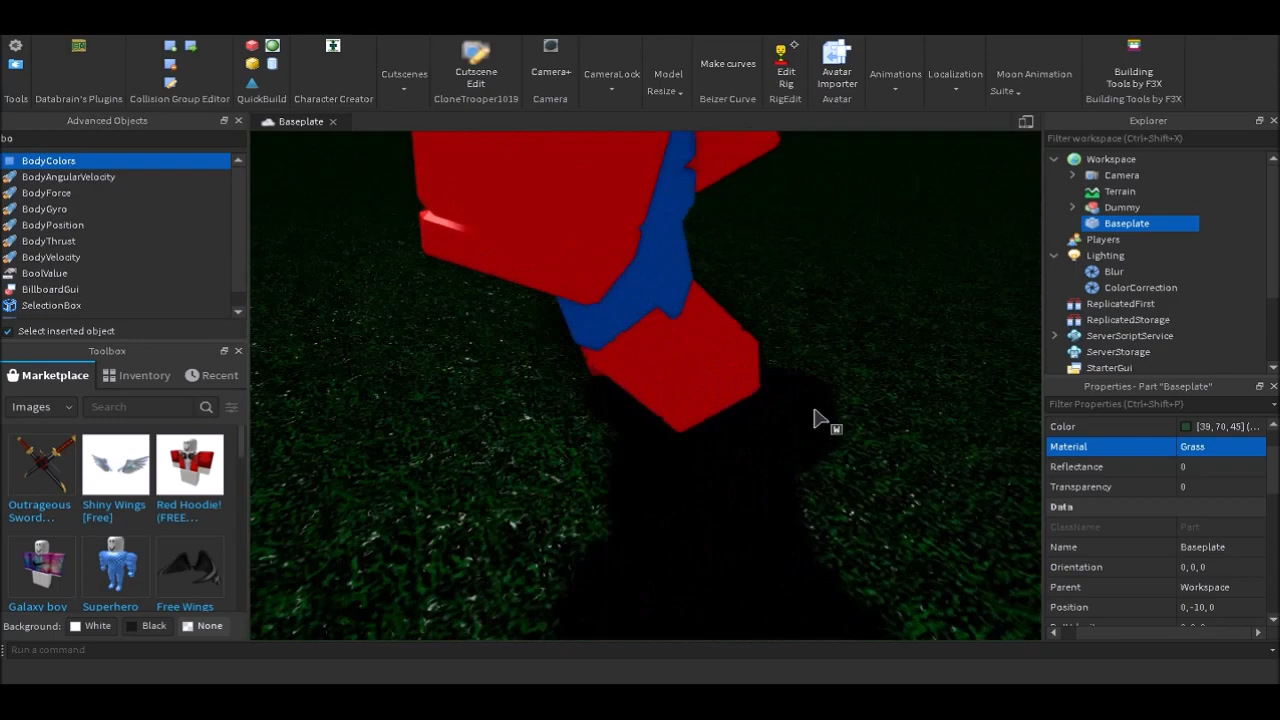 Cutscenes
Cutscene
Edit
Camera+
CameraLock
Model
Resize
Make curves
Edit
Rig
Avatar
Importer
Animations
Localization
Moon Animation
Suite
Building
Tools by F3X
Tools
Databrain's Plugins
Collision Group Editor
QuickBuild
Character Creator
CloneTrooper1019
Camera
Beizer Curve
RigEdit
Avatar
Building Tools by F3X
Advanced Objects
bo
BodyColors
BodyAngularVelocity
BodyForce
BodyGyro
BodyPosition
BodyThrust
BodyVelocity
BoolValue
BillboardGui
SelectionBox
Select inserted object
Toolbox
Marketplace
Inventory
Recent
Images
Search
Outrageous
Sword...
Shiny Wings
[Free]
Red Hoodie!
(FREE...
Galaxy boy
Superhero
Free Wings
Background:
White
Black
None
Run a command
Baseplate
W
Explorer
Filter workspace (Ctrl+Shift+X)
Workspace
Camera
Terrain
Dummy
Baseplate
Players
Lighting
Blur
ColorCorrection
ReplicatedFirst
ReplicatedStorage
ServerScriptService
ServerStorage
StarterGui
Properties - Part "Baseplate"
Filter Properties (Ctrl+Shift+P)
Color [39, 70, 45] (...
Material Grass
Reflectance 0
Transparency 0
Data
ClassName Part
Name Baseplate
Orientation 0, 0, 0
Parent Workspace
Position 0, -10, 0